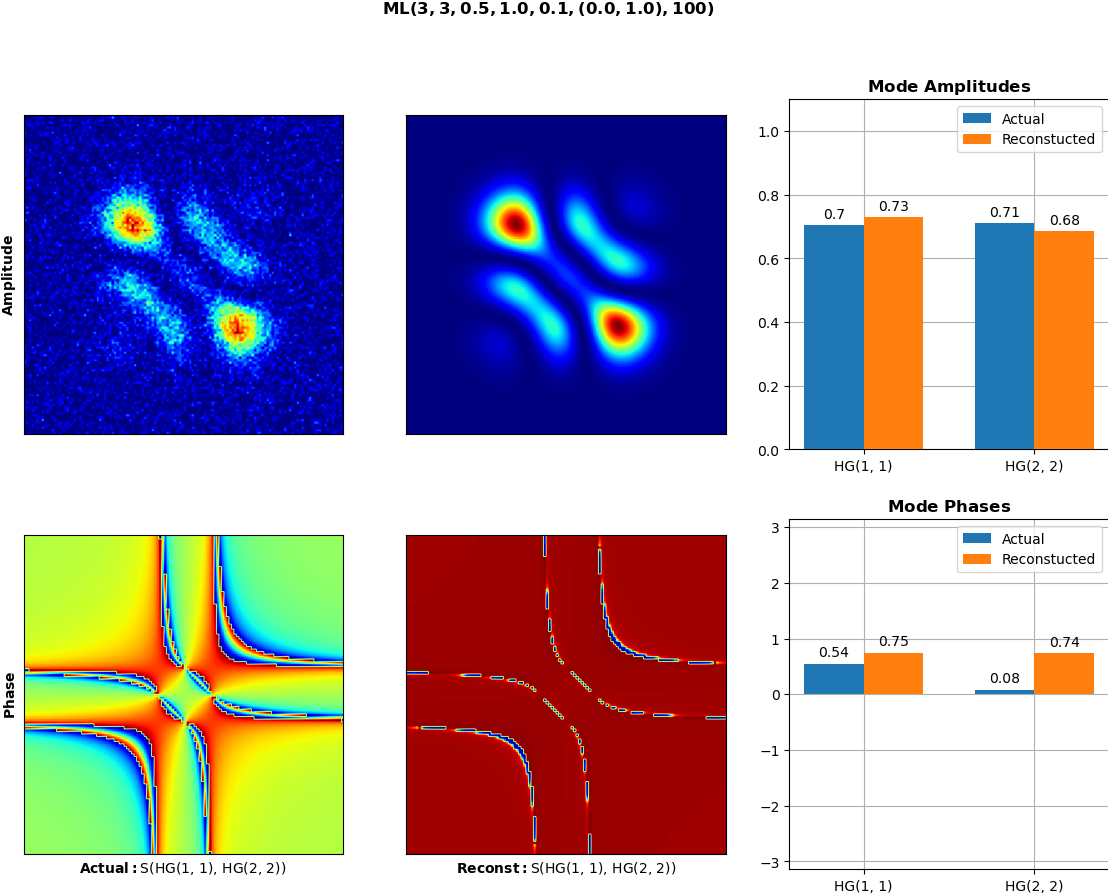 ML(3, 3, 0.5, 1.0, 0.1, (0.0, 1.0), 100)
Amplitude
Mode Amplitudes
Actual
Reconstucted
1.0
0.8
0.6
0.4
0.2
0.0
0.7
0.73
0.71
0.68
HG(1, 1)
HG(2, 2)
Phase
Actual:S(HG(1, 1), HG(2, 2))
Reconst:S(HG(1, 1), HG(2, 2))
Mode Phases
Actual
Reconstucted
3
2
1
0
−1
−2
−3
0.54
0.75
0.08
0.74
HG(1, 1)
HG(2, 2)